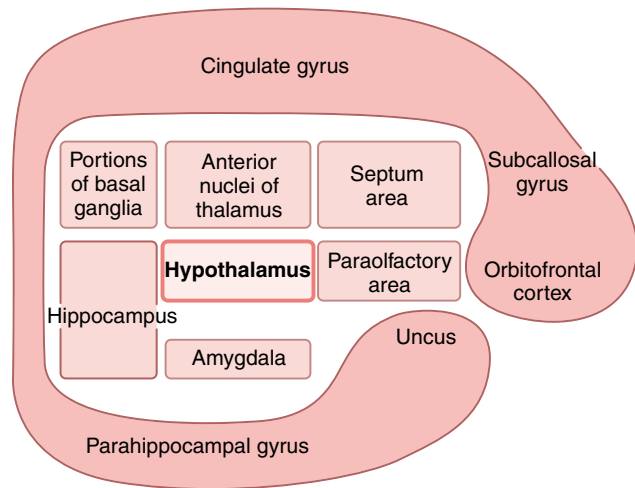 Cingulate gyrus
Portions
of basal
ganglia
Anterior
nuclei of
thalamus
Septum
area
Subcallosal
gyrus
Hypothalamus
Paraolfactory
area
Orbitofrontal
cortex
Hippocampus
Uncus
Amygdala
Parahippocampal gyrus